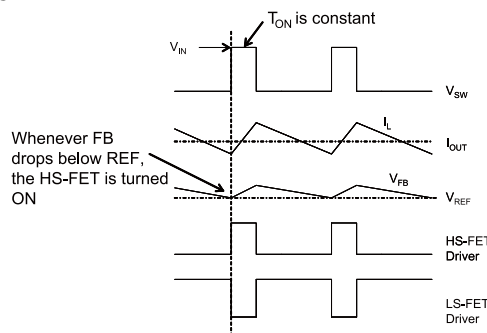 T_ON is constant
V_IN
V_SW
I_L
I_OUT
Whenever FB
drops below REF,
the HS-FET is turned
ON
V_FB
V_REF
HS-FET
Driver
LS-FET
Driver